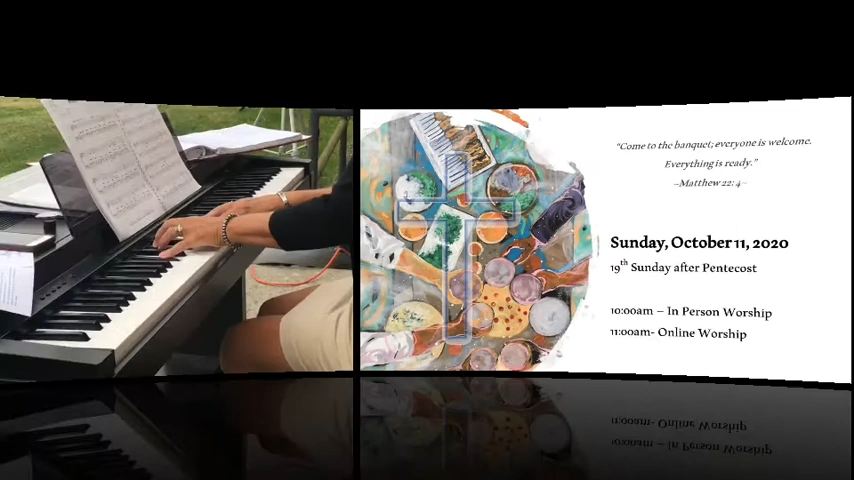 “Come to the banquet; everyone is welcome.
Everything is ready.”
~Matthew 22: 4~
Sunday, October 11, 2020
19th Sunday after Pentecost
10:00am – In Person Worship
11:00am- Online Worship